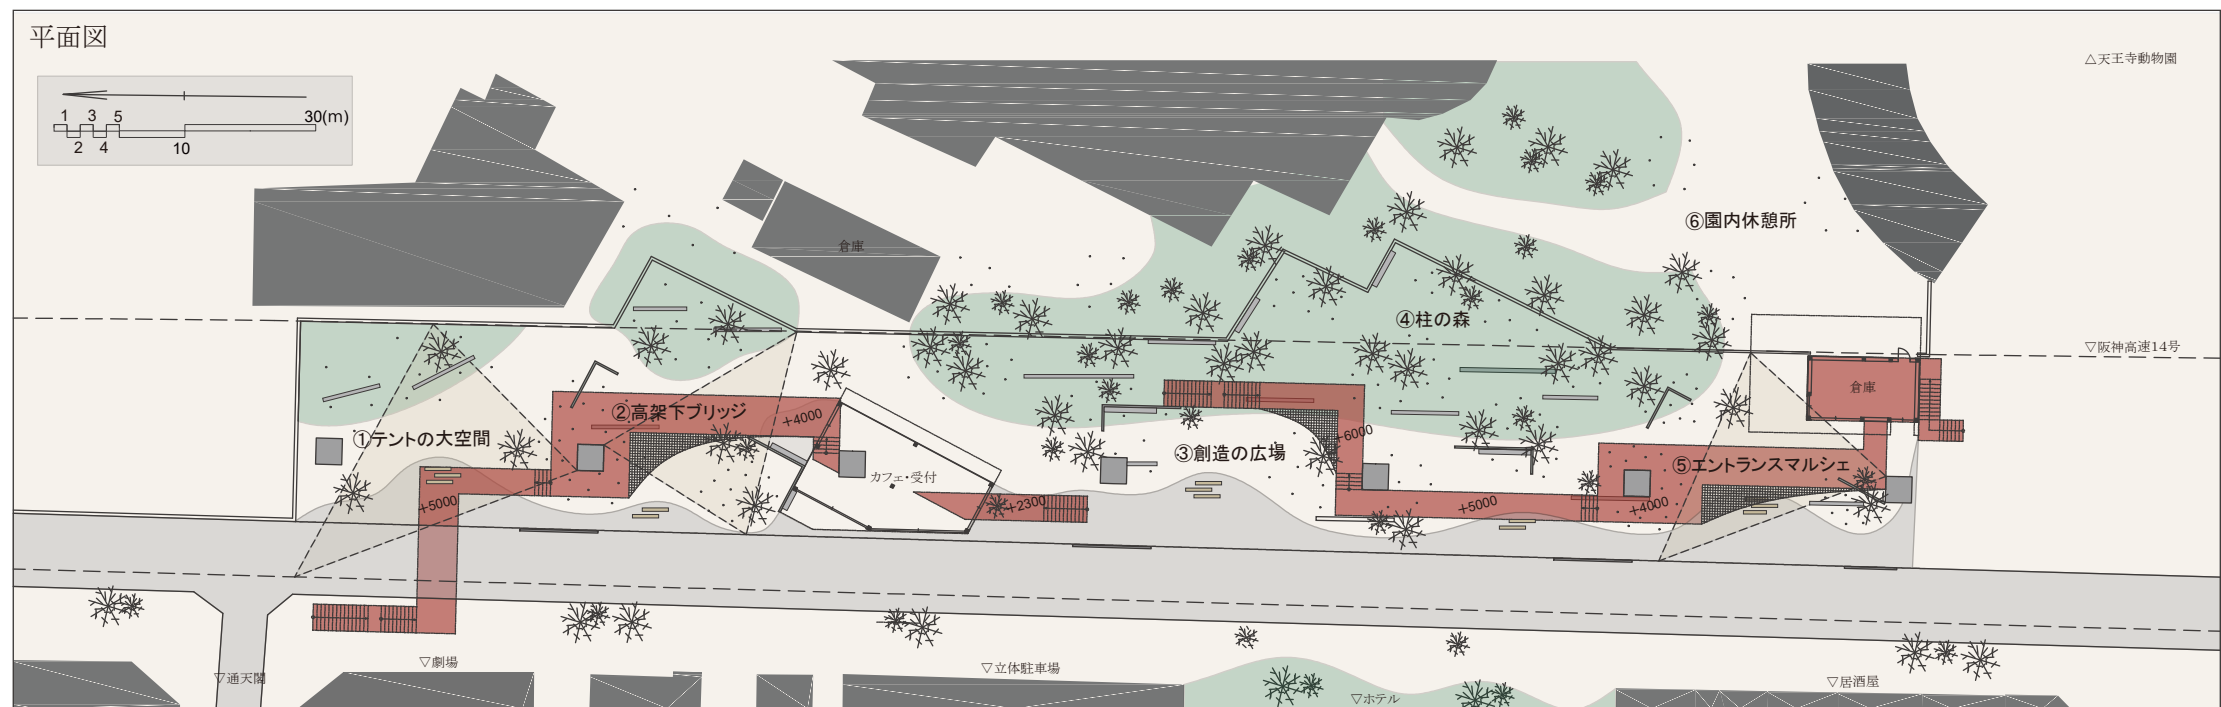 平面図
△天王寺動物園
1 3 5 30(m)
2 4 10
⑥園内休憩所
倉庫
④柱の森
▽阪神高速14号
倉庫
②高架下ブリッジ
+4000
①テントの大空間
+6000
③創造の広場
カフェ・受付
⑤エントランスマルシェ
+5000
+2300
+5000
+4000
▽劇場
▽立体駐車場
▽通天閣
▽居酒屋
▽ホテル